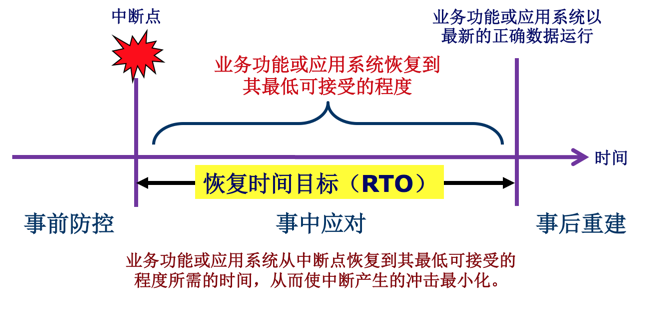 中断点
业务功能或应用系统以
最新的正确数据运行
业务功能或应用系统恢复到
其最低可接受的程度
时间
恢复时间目标（RTO）
事前防控
事中应对
事后重建
业务功能或应用系统从中断点恢复到其最低可接受的
程度所需的时间，从而使中断产生的冲击最小化。